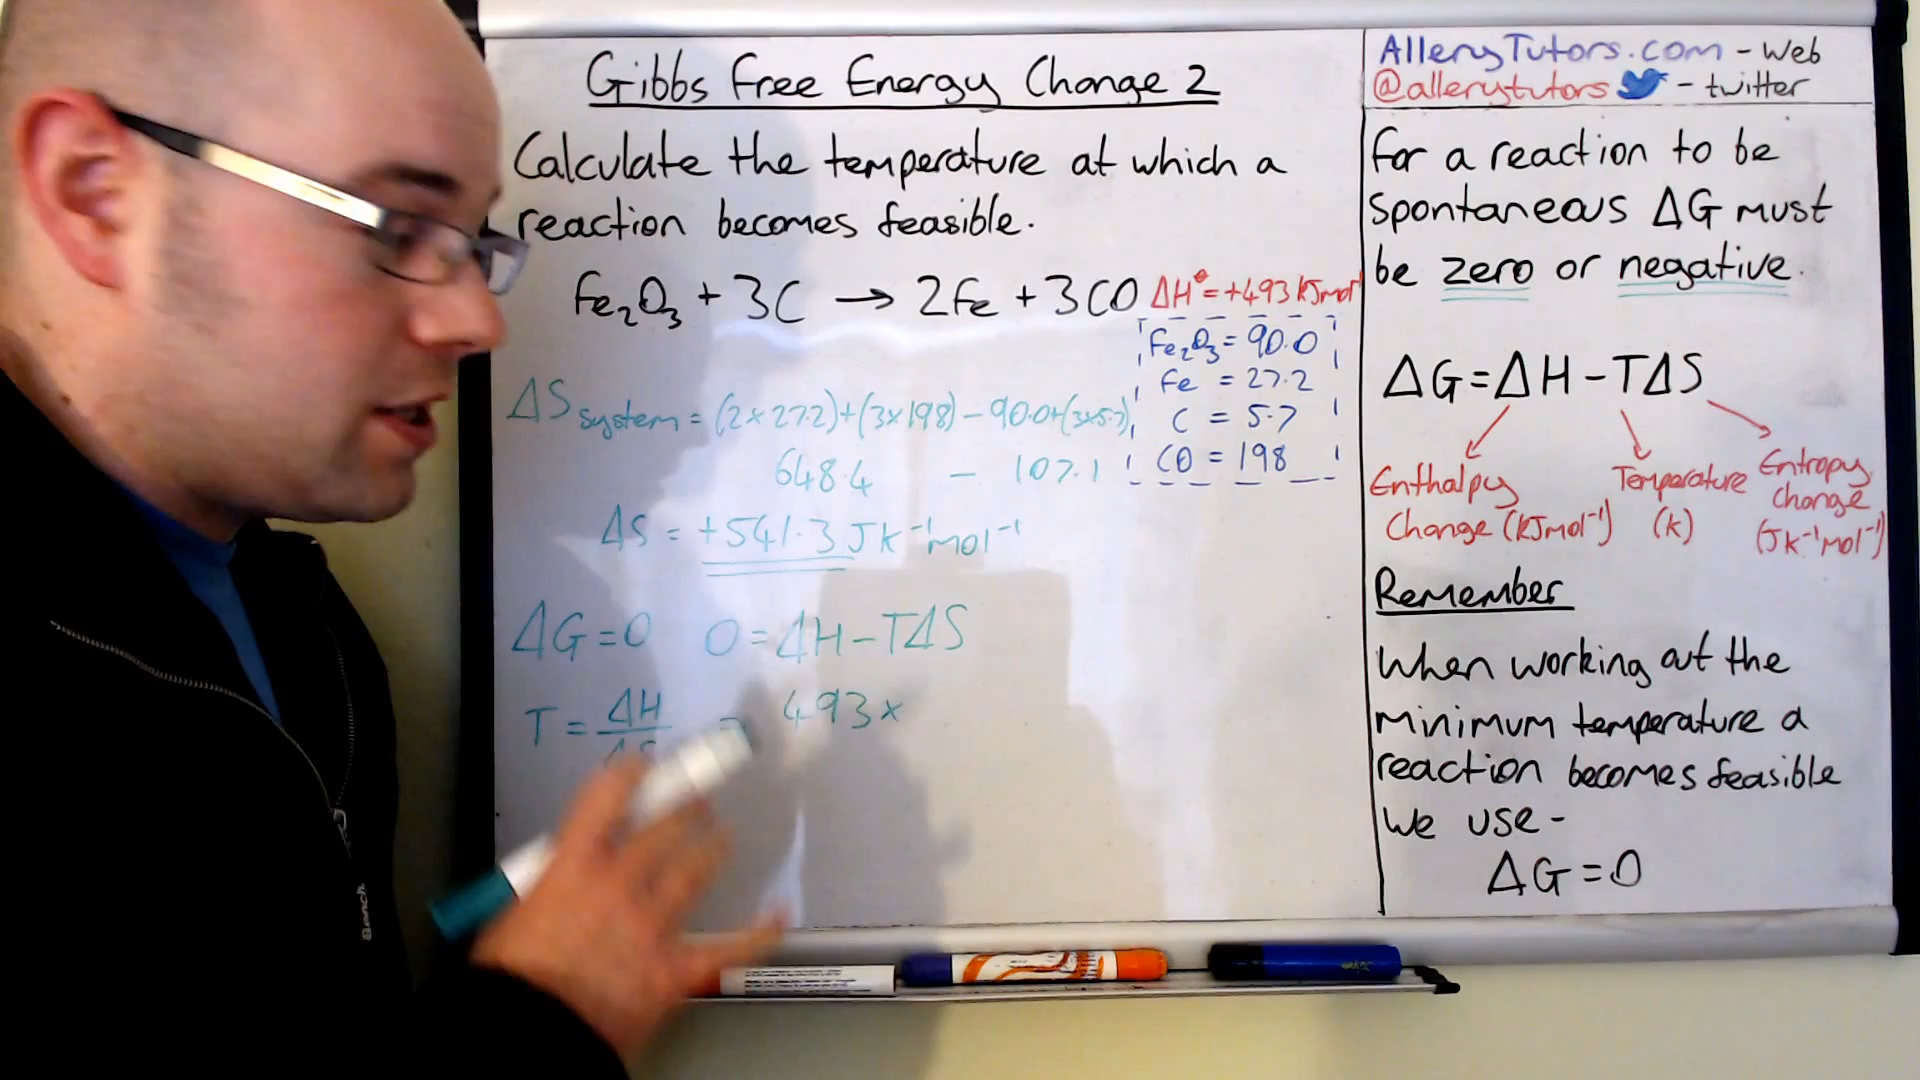 Gibbs Free Energy Change 2
Calculate the temperature at which a
reaction becomes feasible.
Fe₂O₃ + 3C → 2Fe + 3CO ΔH°= +493 kJmol⁻
Fe₂O₃ = 90.0
Fe = 27.2
C = 5.7
CO = 198
ΔS system = (2×27.2)+(3×198) − 90.0+(3×5.7)
648.4 − 107.1
ΔS = +541.3 JK⁻¹mol⁻¹
ΔG=0 0=ΔH−TΔS
T = ΔH = 493×
ΔS
AlleryTutors.com - Web
@allerytutors - twitter
For a reaction to be
spontaneous ΔG must
be zero or negative.
ΔG=ΔH−TΔS
Enthalpy Change (kJmol⁻¹)
Temperature (K)
Entropy Change (JK⁻¹mol⁻¹)
Remember
When working out the
minimum temperature a
reaction becomes feasible
we use -
ΔG=0
Bench